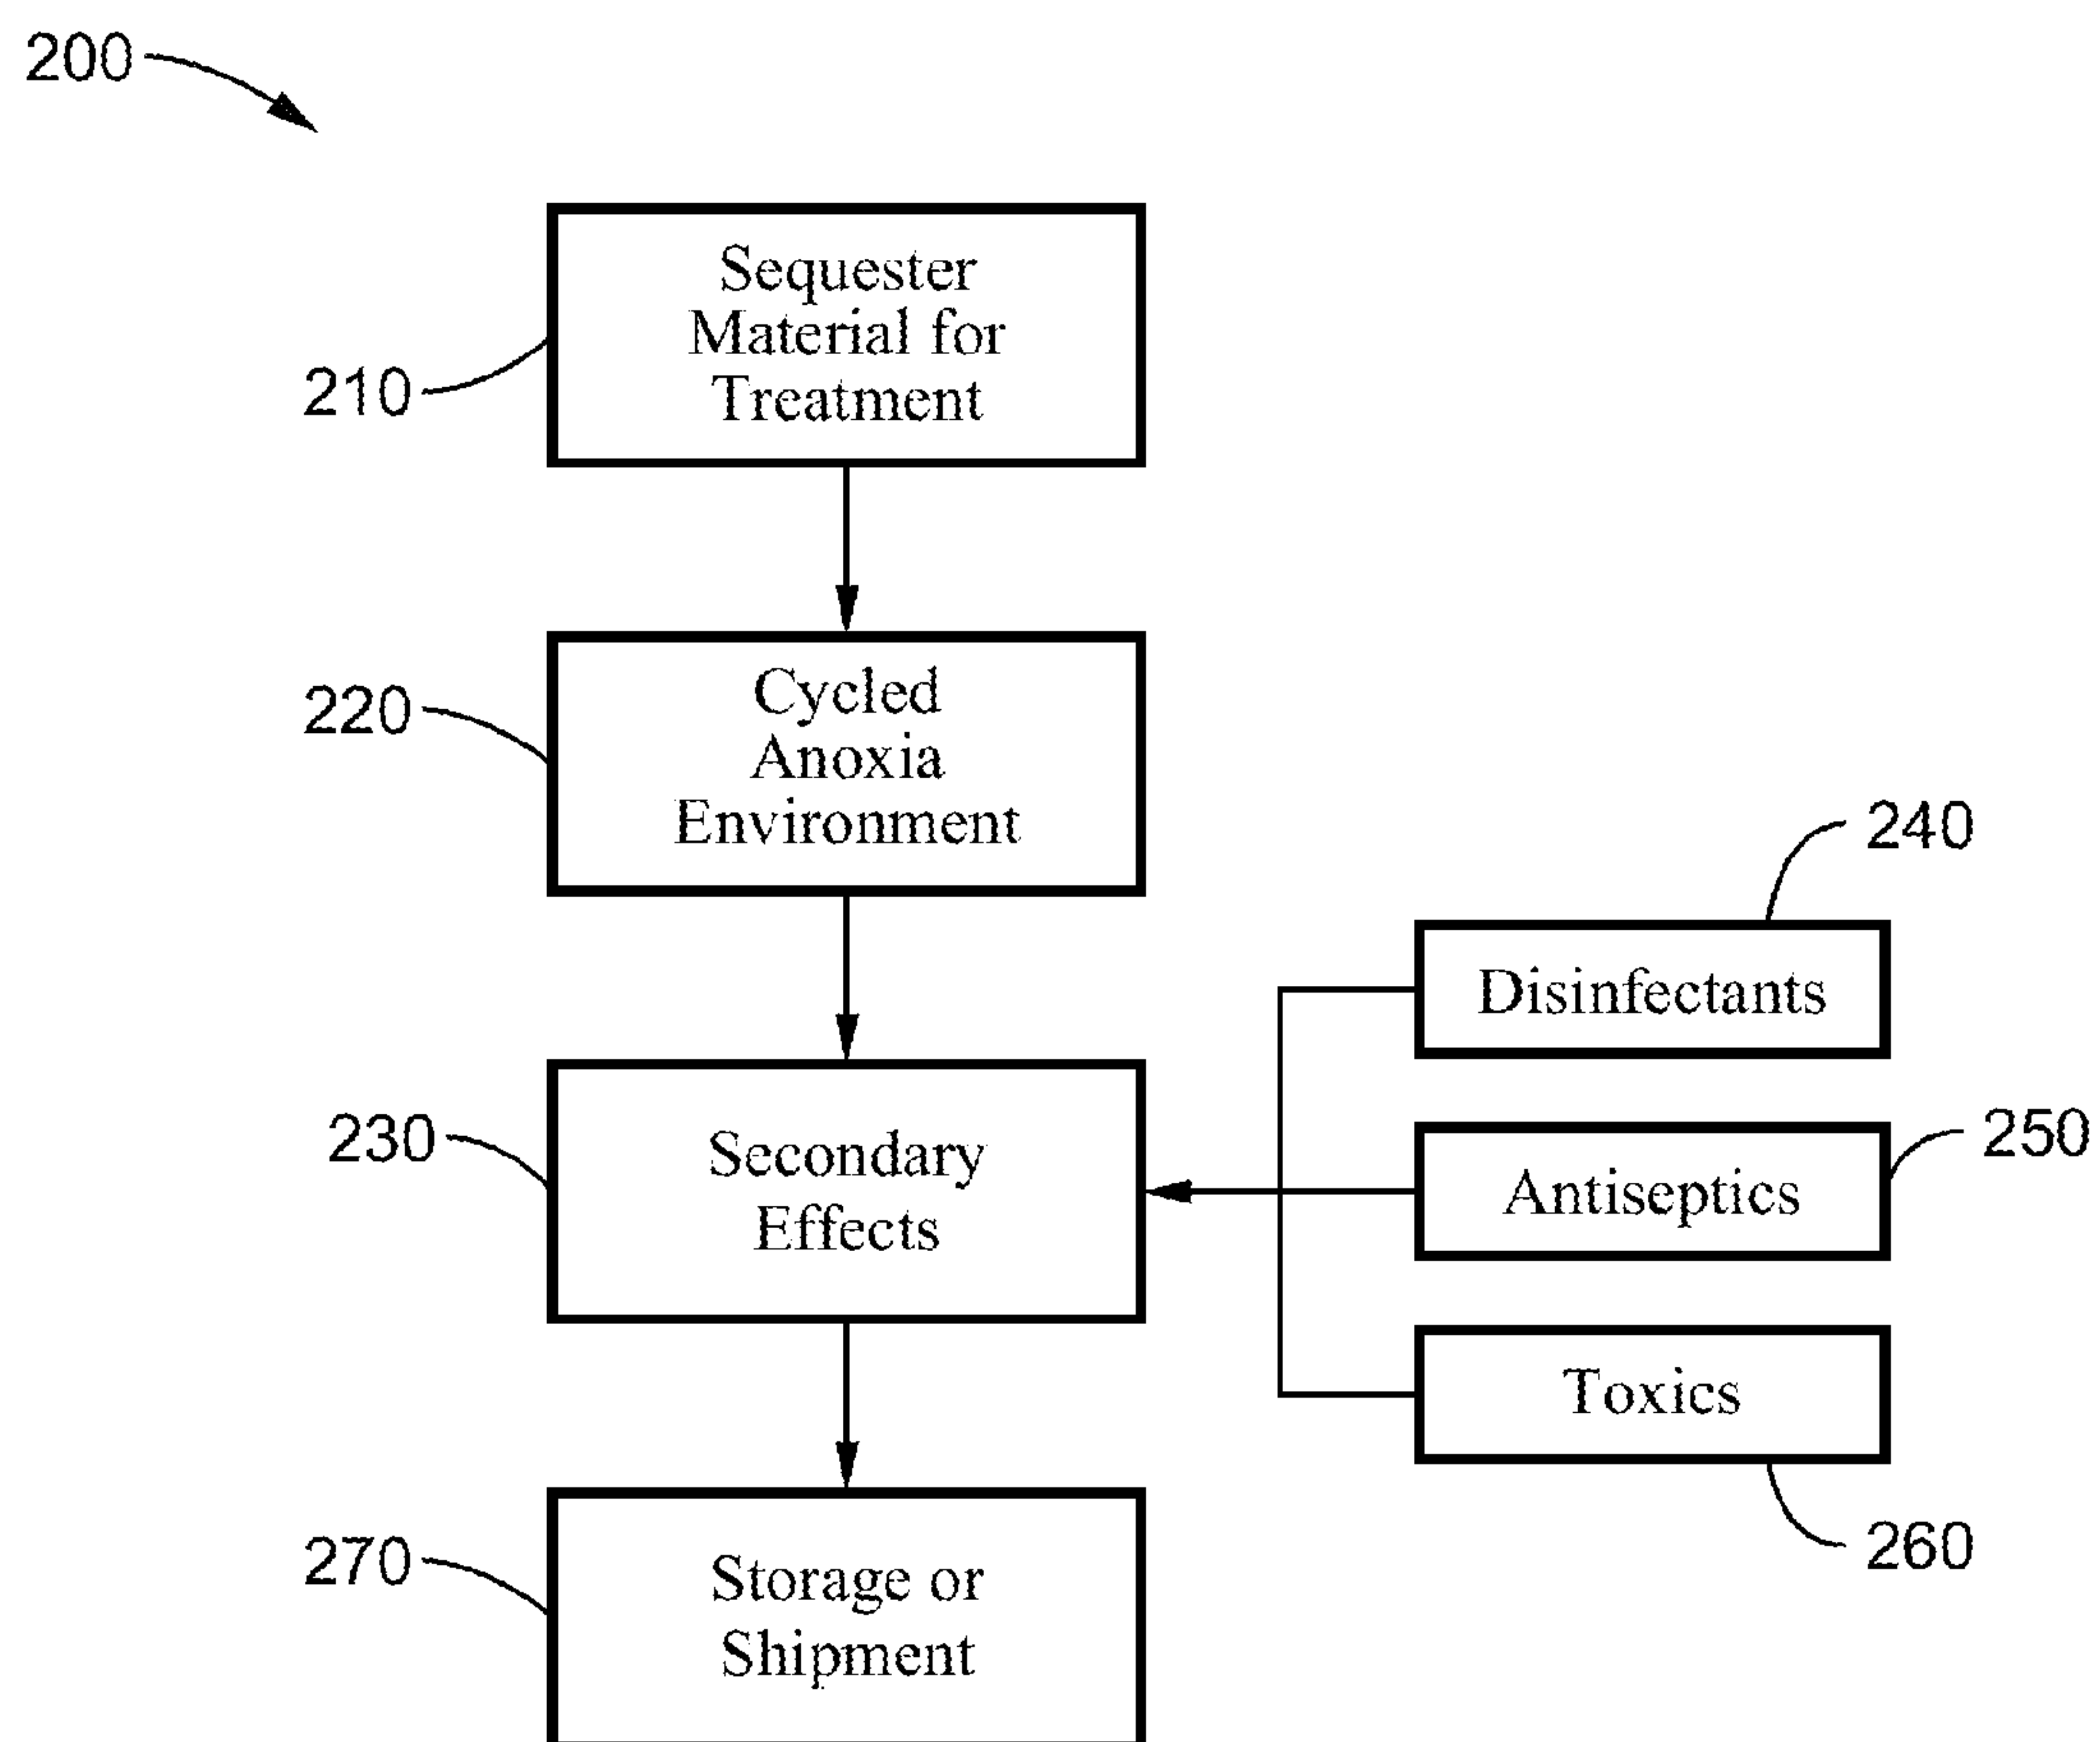 200
Sequester
Material for
Treatment
210
Cycled
Anoxia
Environment
220
Secondary
Effects
230
Disinfectants
240
Antiseptics
250
Toxics
260
Storage or
Shipment
270